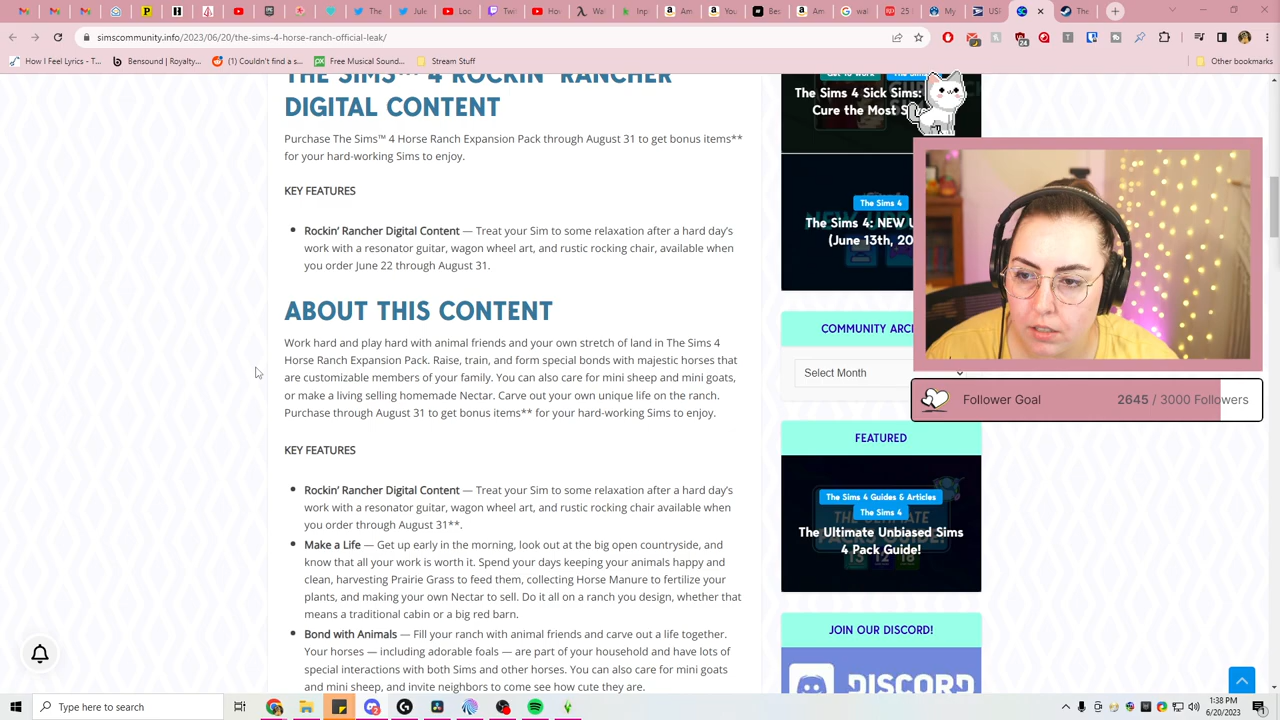 How I Feel Lyrics - T...
Bensound | Royalty...
(1) Couldn't find a s...
Free Musical Sound...
Stream Stuff
Other bookmarks
simscommunity.info/2023/06/20/the-sims-4-horse-ranch-official-leak/
THE SIMS™ 4 ROCKIN' RANCHER
DIGITAL CONTENT
Purchase The Sims™ 4 Horse Ranch Expansion Pack through August 31 to get bonus items**
for your hard-working Sims to enjoy.
KEY FEATURES
Rockin' Rancher Digital Content — Treat your Sim to some relaxation after a hard day's
work with a resonator guitar, wagon wheel art, and rustic rocking chair, available when
you order June 22 through August 31.
ABOUT THIS CONTENT
Work hard and play hard with animal friends and your own stretch of land in The Sims 4
Horse Ranch Expansion Pack. Raise, train, and form special bonds with majestic horses that
are customizable members of your family. You can also care for mini sheep and mini goats,
or make a living selling homemade Nectar. Carve out your own unique life on the ranch.
Purchase through August 31 to get bonus items** for your hard-working Sims to enjoy.
KEY FEATURES
Rockin' Rancher Digital Content — Treat your Sim to some relaxation after a hard day's
work with a resonator guitar, wagon wheel art, and rustic rocking chair available when
you order through August 31**.
Make a Life — Get up early in the morning, look out at the big open countryside, and
know that all your work is worth it. Spend your days keeping your animals happy and
clean, harvesting Prairie Grass to feed them, collecting Horse Manure to fertilize your
plants, and making your own Nectar to sell. Do it all on a ranch you design, whether that
means a traditional cabin or a big red barn.
Bond with Animals — Fill your ranch with animal friends and carve out a life together.
Your horses — including adorable foals — are part of your household and have lots of
special interactions with both Sims and other horses. You can also care for mini goats
and mini sheep, and invite neighbors to come see how cute they are.
The Sims 4 Sick Sims:
Cure the Most S
The Sims 4
The Sims 4: NEW U
(June 13th, 20
COMMUNITY ARC
Select Month
Follower Goal
2645 / 3000 Followers
FEATURED
The Sims 4 Guides & Articles
The Sims 4
The Ultimate Unbiased Sims
4 Pack Guide!
JOIN OUR DISCORD!
DISCORD
Type here to search
1:38 PM
6/20/2023